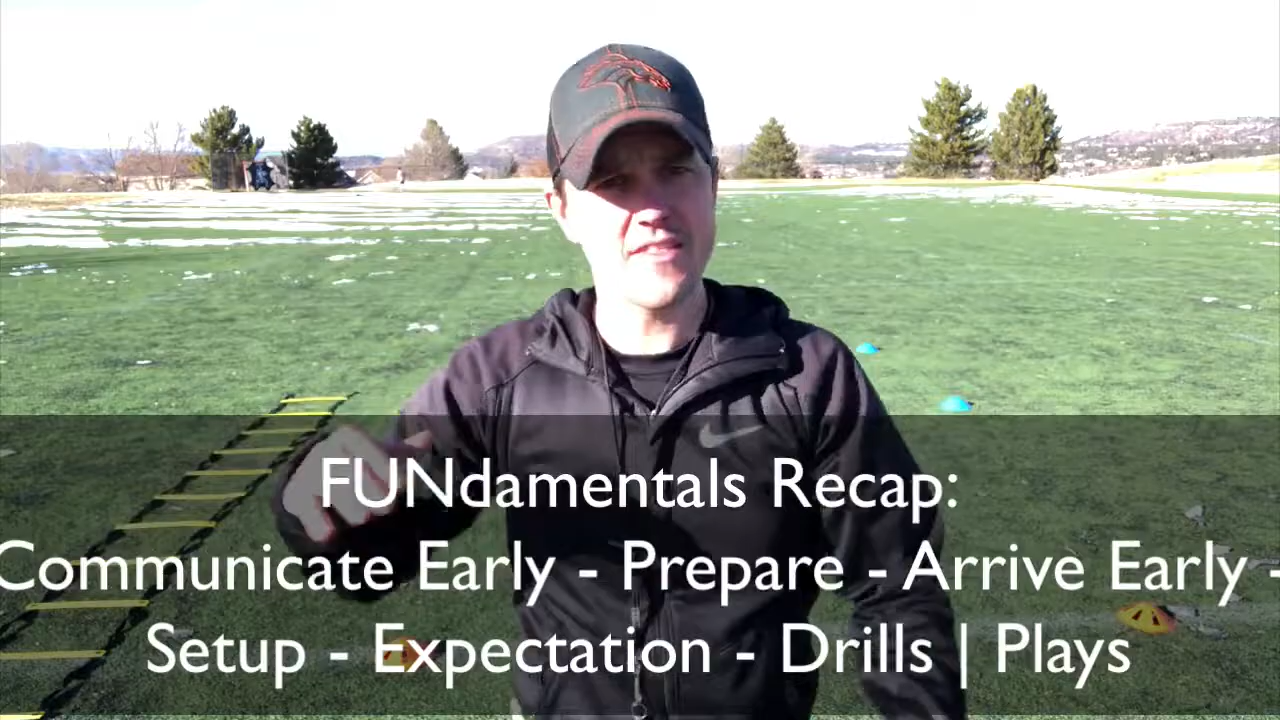 FUNdamentals Recap:
Communicate Early - Prepare - Arrive Early -
Setup - Expectation - Drills | Plays